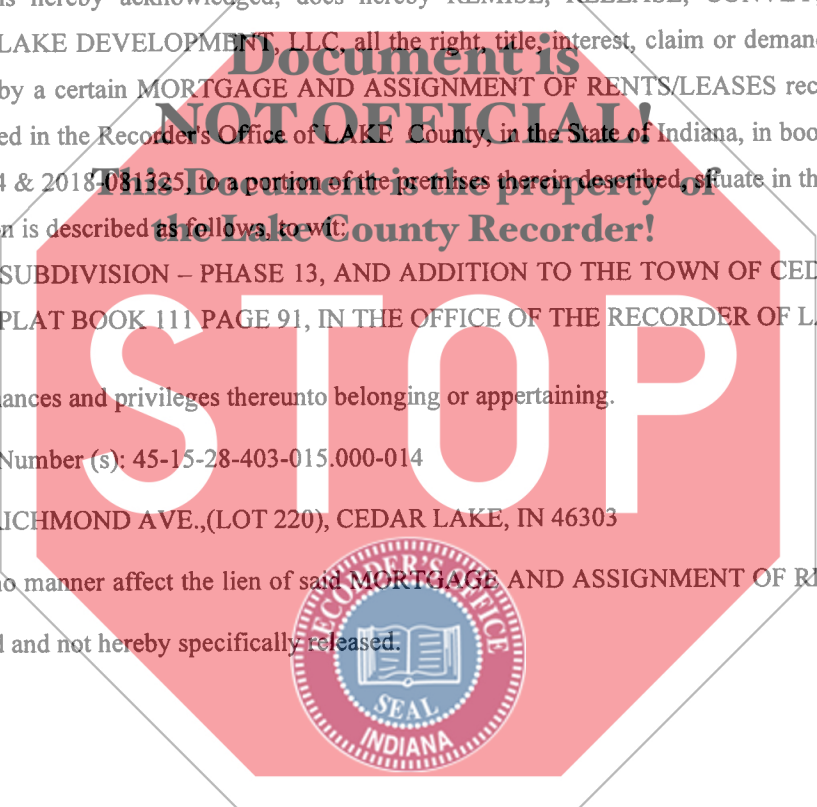 is hereby acknowledged, does hereby REMISE, RELEASE, CONVEY,
LAKE DEVELOPMENT, LLC, all the right, title, interest, claim or deman
Document is
by a certain MORTGAGE AND ASSIGNMENT OF RENTS/LEASES rec
NOT OFFICIAL!
ed in the Recorder's Office of LAKE County, in the State of Indiana, in boo
4 & 2018-081325, to a portion of the premises therein described, situate in th
This Document is the property of
n is described as follows, to wit:
the Lake County Recorder!
SUBDIVISION – PHASE 13, AND ADDITION TO THE TOWN OF CED
PLAT BOOK 111 PAGE 91, IN THE OFFICE OF THE RECORDER OF L
STOP
ances and privileges thereunto belonging or appertaining.
Number (s): 45-15-28-403-015.000-014
RICHMOND AVE.,(LOT 220), CEDAR LAKE, IN 46303
no manner affect the lien of said MORTGAGE AND ASSIGNMENT OF RE
d and not hereby specifically released.
RECORDER'S OFFICE
SEAL
INDIANA